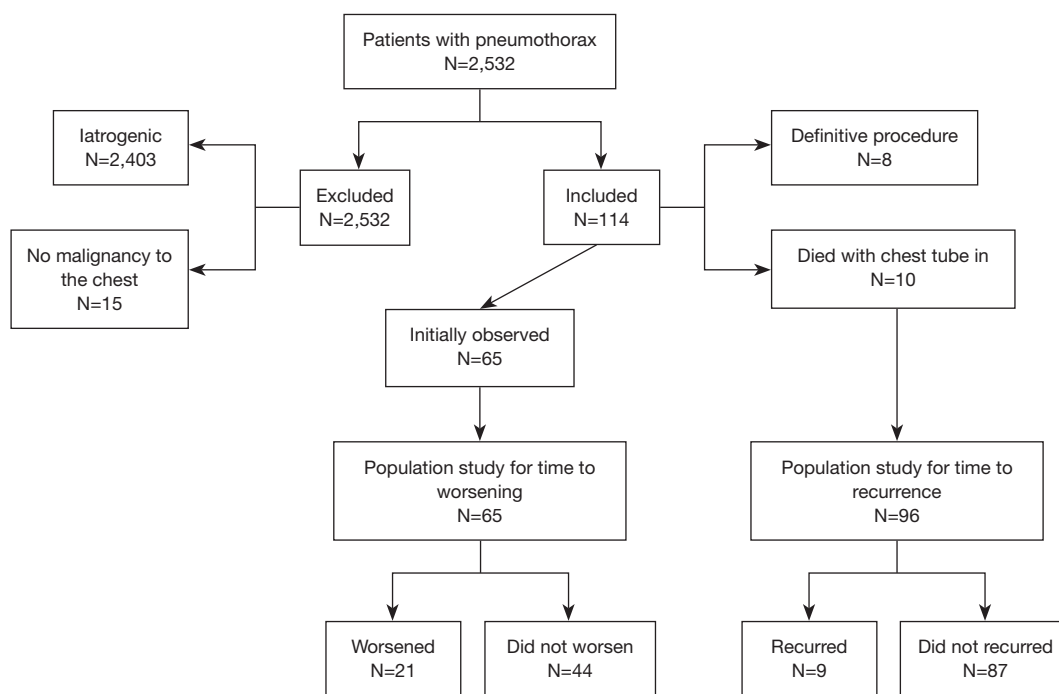 Patients with pneumothorax
N=2,532
Iatrogenic
N=2,403
Definitive procedure
N=8
Excluded
N=2,532
Included
N=114
No malignancy to
the chest
N=15
Died with chest tube in
N=10
Initially observed
N=65
Population study for time to
worsening
N=65
Population study for time to
recurrence
N=96
Worsened
N=21
Did not worsen
N=44
Recurred
N=9
Did not recurred
N=87